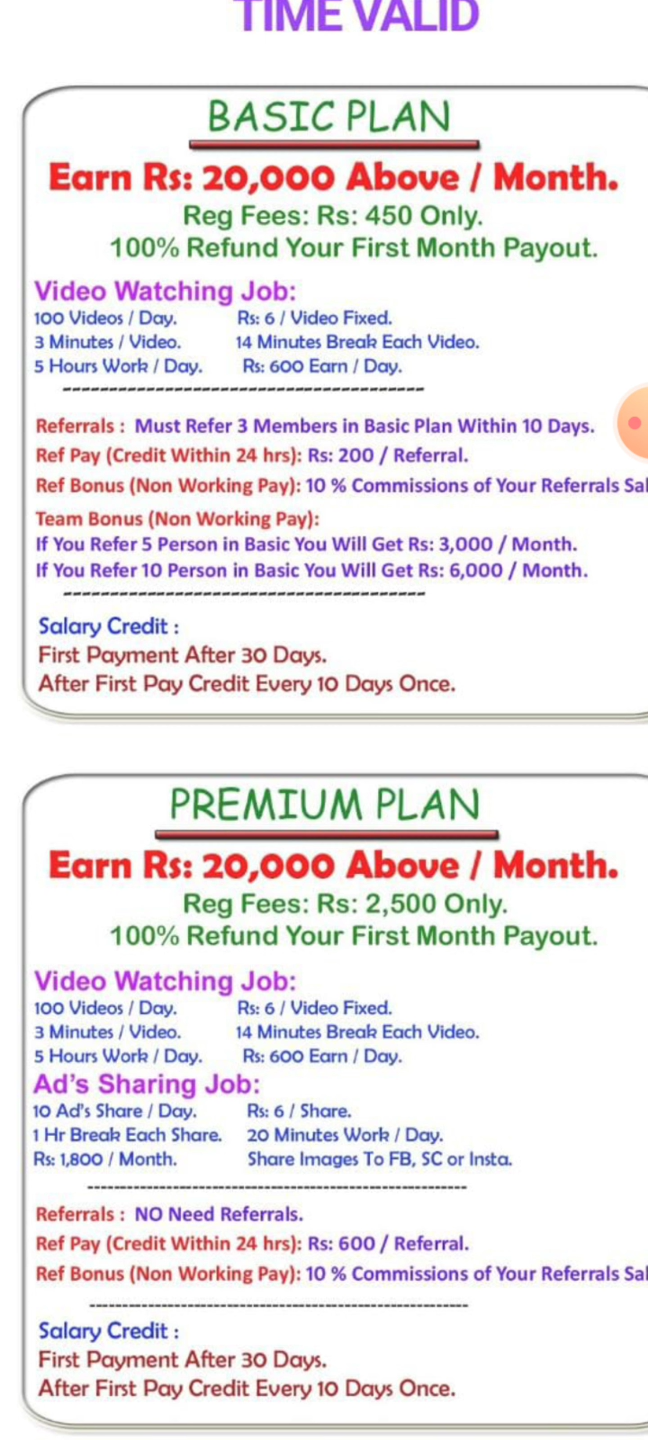 TIME VALID
BASIC PLAN
Earn Rs: 20,000 Above / Month.
Reg Fees: Rs: 450 Only.
100% Refund Your First Month Payout.
Video Watching Job:
100 Videos / Day. Rs: 6 / Video Fixed.
3 Minutes / Video. 14 Minutes Break Each Video.
5 Hours Work / Day. Rs: 600 Earn / Day.
Referrals : Must Refer 3 Members in Basic Plan Within 10 Days.
Ref Pay (Credit Within 24 hrs): Rs: 200 / Referral.
Ref Bonus (Non Working Pay): 10 % Commissions of Your Referrals Sal
Team Bonus (Non Working Pay):
If You Refer 5 Person in Basic You Will Get Rs: 3,000 / Month.
If You Refer 10 Person in Basic You Will Get Rs: 6,000 / Month.
Salary Credit :
First Payment After 30 Days.
After First Pay Credit Every 10 Days Once.
PREMIUM PLAN
Earn Rs: 20,000 Above / Month.
Reg Fees: Rs: 2,500 Only.
100% Refund Your First Month Payout.
Video Watching Job:
100 Videos / Day. Rs: 6 / Video Fixed.
3 Minutes / Video. 14 Minutes Break Each Video.
5 Hours Work / Day. Rs: 600 Earn / Day.
Ad's Sharing Job:
10 Ad's Share / Day. Rs: 6 / Share.
1 Hr Break Each Share. 20 Minutes Work / Day.
Rs: 1,800 / Month. Share Images To FB, SC or Insta.
Referrals : NO Need Referrals.
Ref Pay (Credit Within 24 hrs): Rs: 600 / Referral.
Ref Bonus (Non Working Pay): 10 % Commissions of Your Referrals Sal
Salary Credit :
First Payment After 30 Days.
After First Pay Credit Every 10 Days Once.